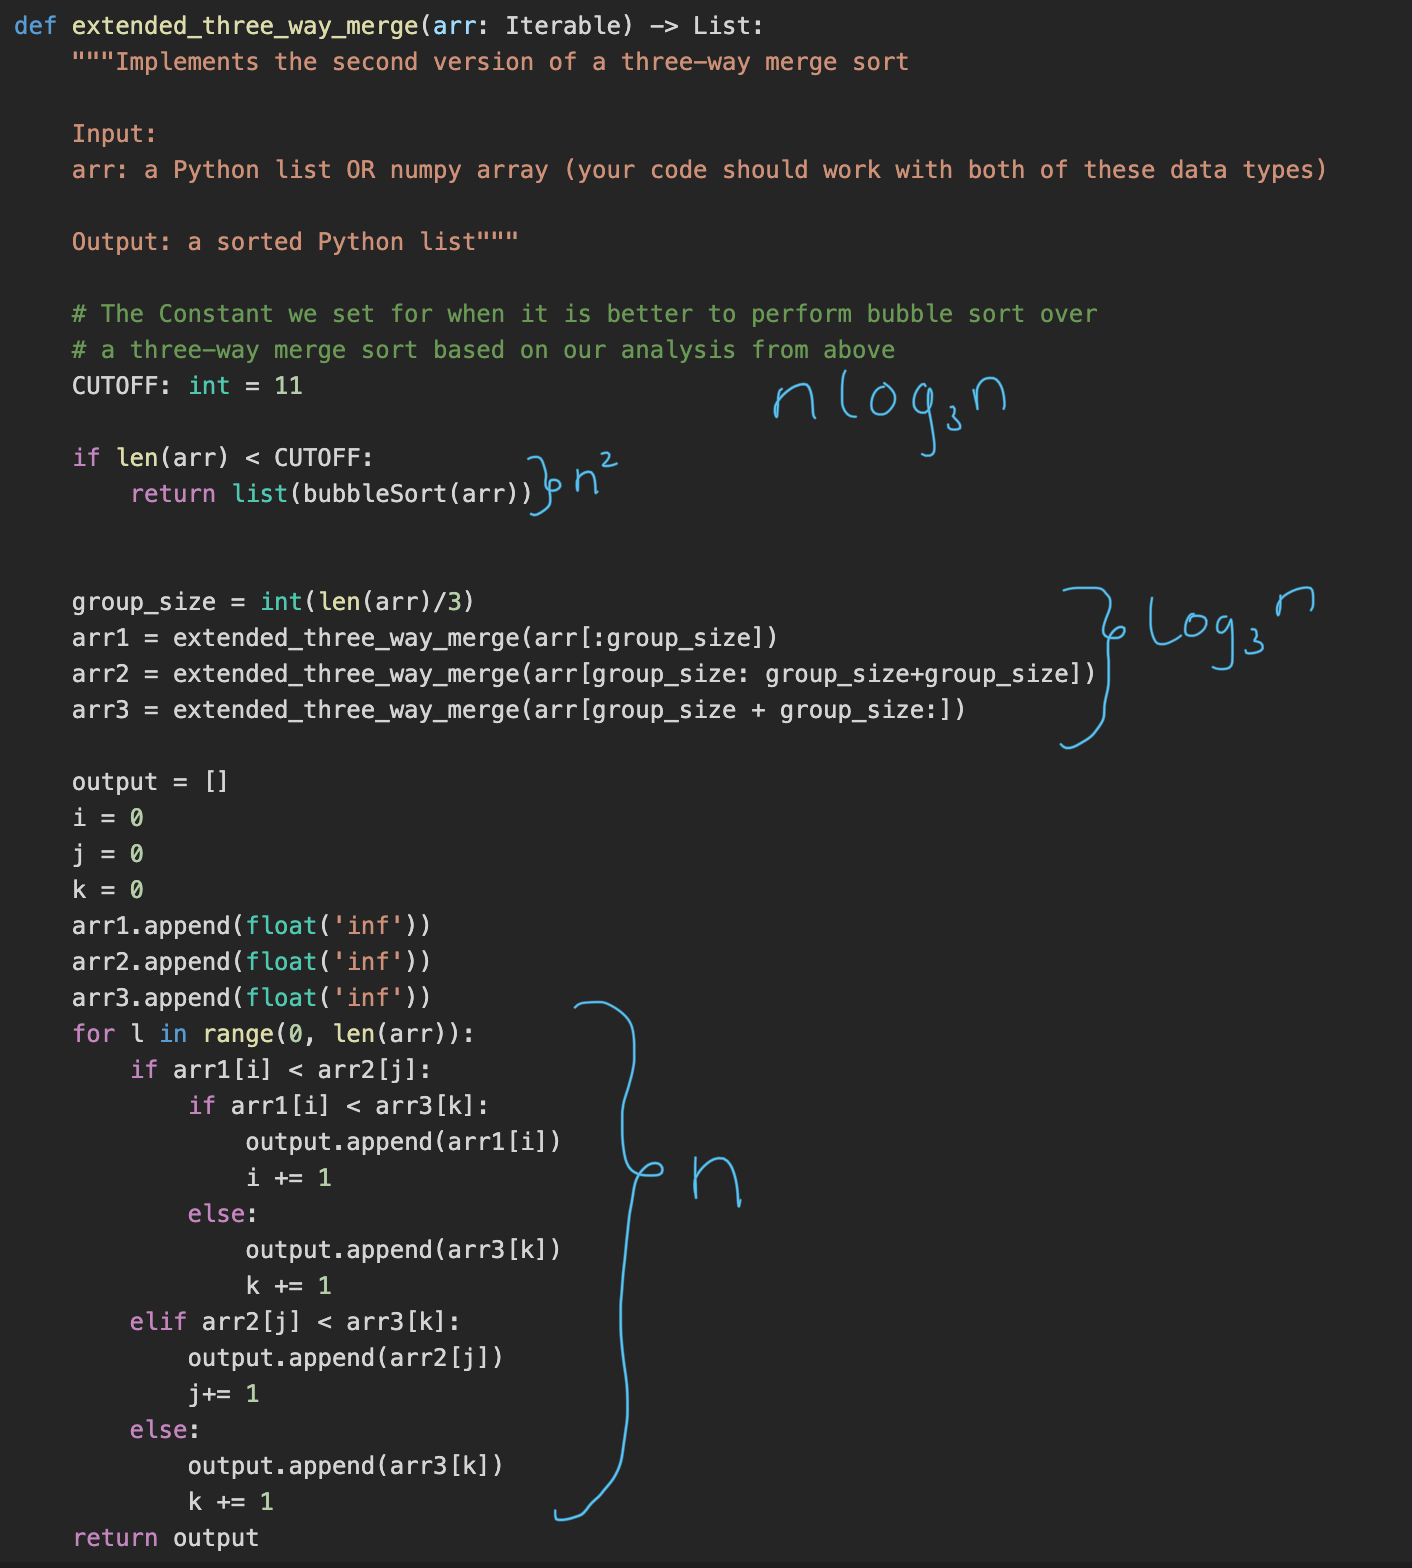 def extended_three_way_merge(arr: Iterable) -> List:
    """Implements the second version of a three-way merge sort

    Input:
    arr: a Python list OR numpy array (your code should work with both of these data types)

    Output: a sorted Python list"""

    # The Constant we set for when it is better to perform bubble sort over
    # a three-way merge sort based on our analysis from above
    CUTOFF: int = 11
n log₃n

    if len(arr) < CUTOFF:
        return list(bubbleSort(arr))
n²

    group_size = int(len(arr)/3)
    arr1 = extended_three_way_merge(arr[:group_size])
    arr2 = extended_three_way_merge(arr[group_size: group_size+group_size])
    arr3 = extended_three_way_merge(arr[group_size + group_size:])
log₃n

    output = []
    i = 0
    j = 0
    k = 0
    arr1.append(float('inf'))
    arr2.append(float('inf'))
    arr3.append(float('inf'))
    for l in range(0, len(arr)):
        if arr1[i] < arr2[j]:
            if arr1[i] < arr3[k]:
                output.append(arr1[i])
                i += 1
            else:
                output.append(arr3[k])
                k += 1
        elif arr2[j] < arr3[k]:
            output.append(arr2[j])
            j+= 1
        else:
            output.append(arr3[k])
            k += 1
n
    return output